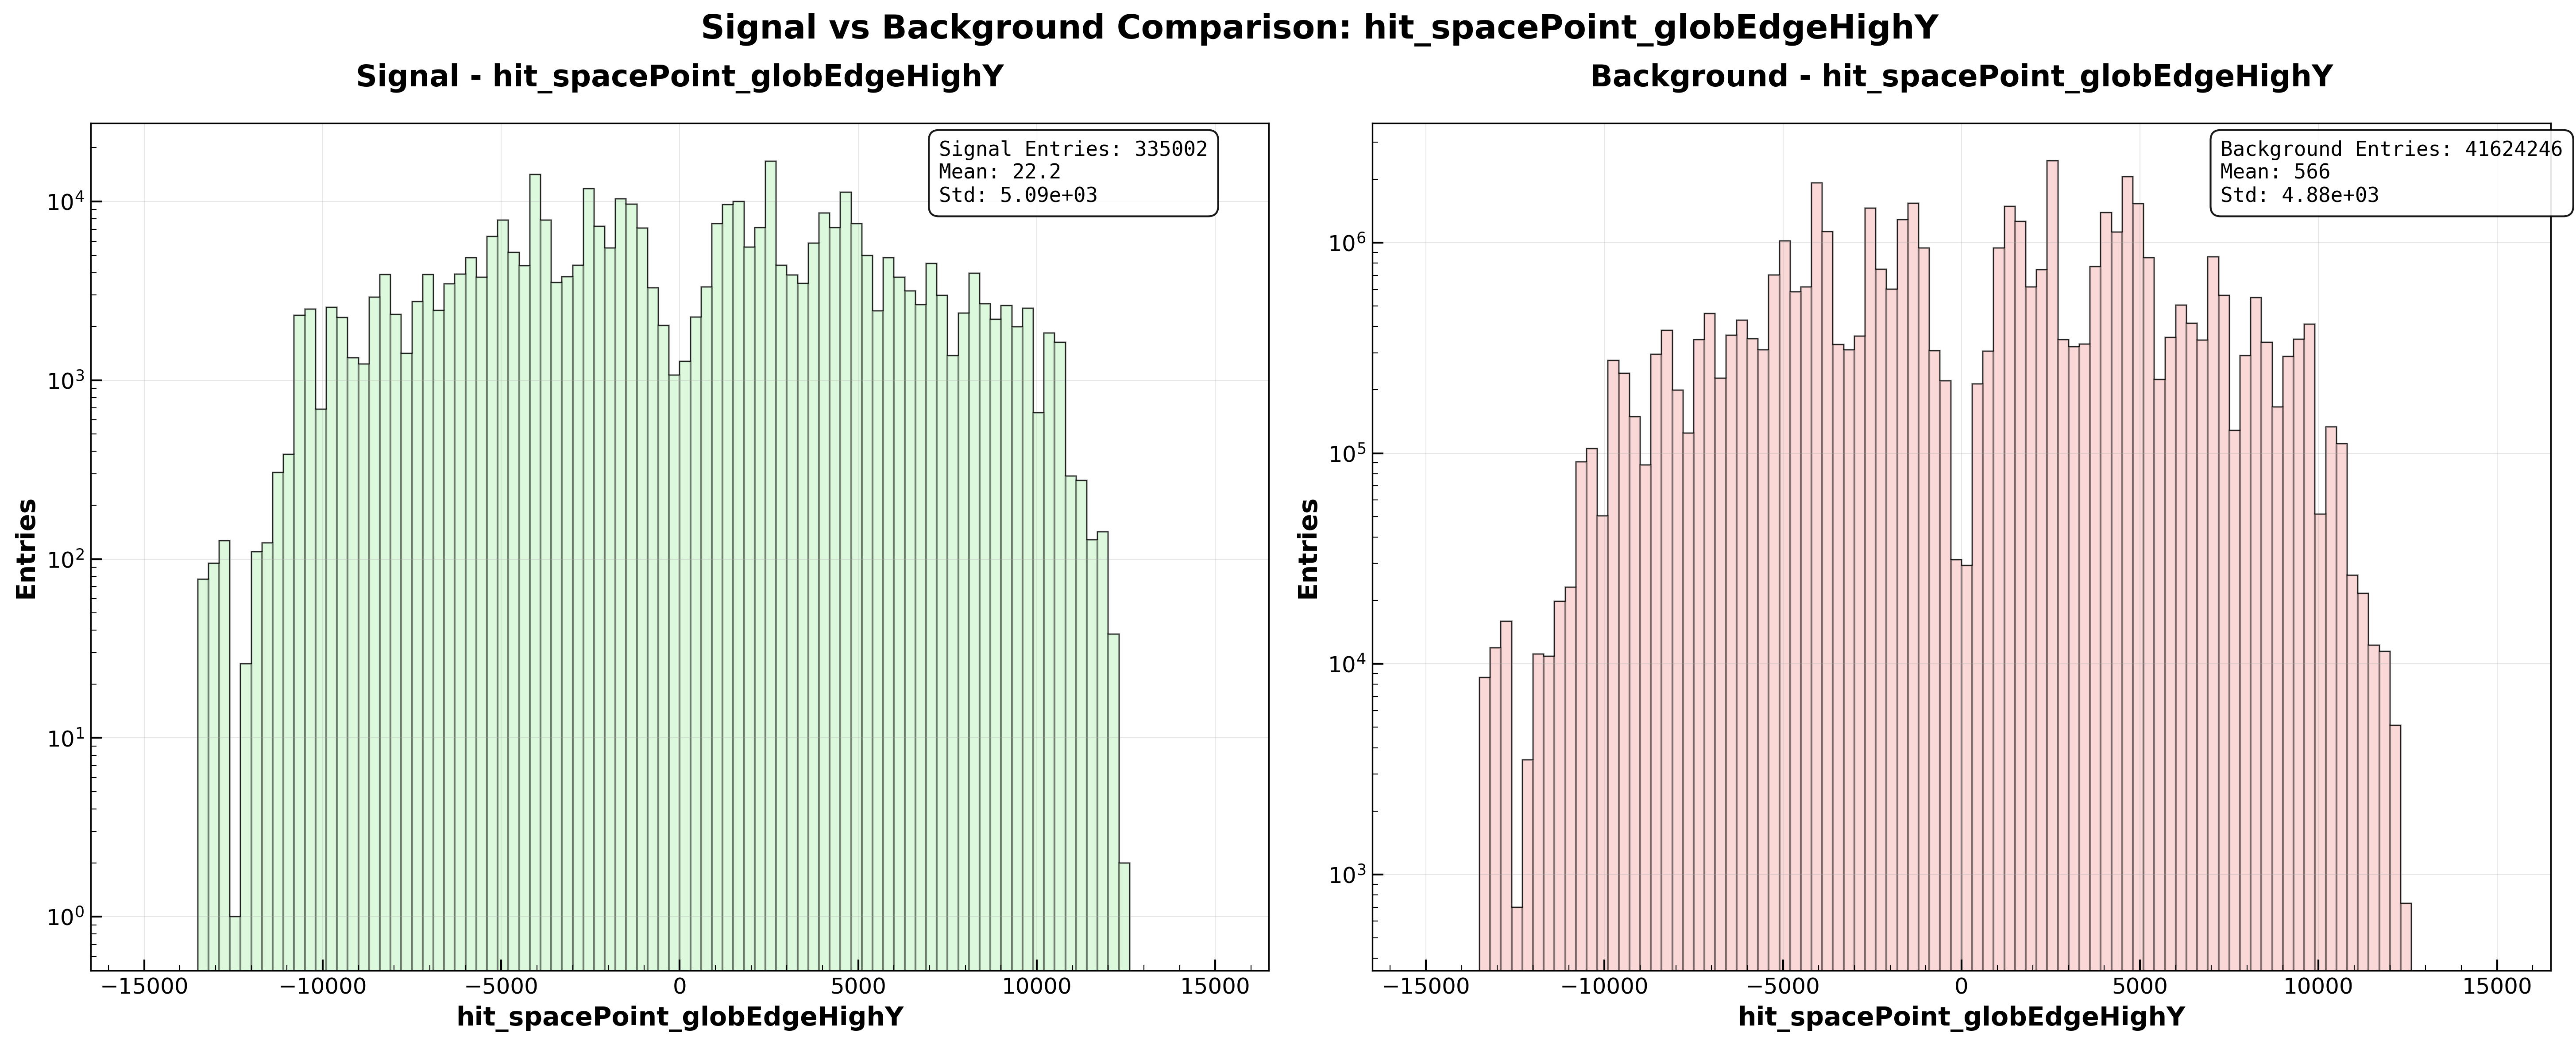 Signal vs Background Comparison: hit_spacePoint_globEdgeHighY
Signal - hit_spacePoint_globEdgeHighY
Signal Entries: 335002
Mean: 22.2
Std: 5.09e+03
10⁴
10³
10²
10¹
10⁰
Entries
−15000 −10000 −5000 0 5000 10000 15000
hit_spacePoint_globEdgeHighY
Background - hit_spacePoint_globEdgeHighY
Background Entries: 41624246
Mean: 566
Std: 4.88e+03
10⁶
10⁵
10⁴
10³
Entries
−15000 −10000 −5000 0 5000 10000 15000
hit_spacePoint_globEdgeHighY